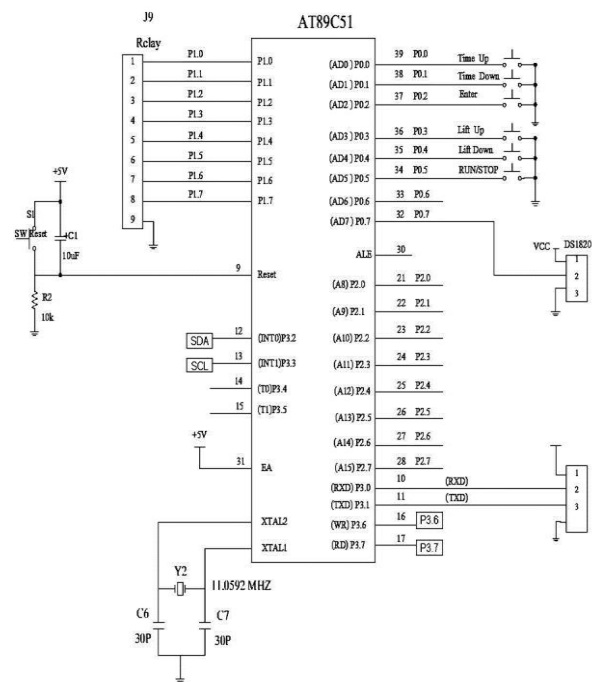 AT89C51
J9
Rclay
1 P1.0 P1.0
2 P1.1 P1.1
3 P1.2 P1.2
4 P1.3 P1.3
5 P1.4 P1.4
6 P1.5 P1.5
7 P1.6 P1.6
8 P1.7 P1.7
9
+5V
S1
SW Reset
+C1
10uF
R2
10k
9 Reset
SDA 12 (INT0)P3.2
SCL 13 (INT1)P3.3
14 (T0)P3.4
15 (T1)P3.5
+5V
31 EA
XTAL2
XTAL1
Y2
11.0592 MHZ
C6
30P
C7
30P
(AD0) P0.0 39 P0.0 Time Up
(AD1) P0.1 38 P0.1 Time Down
(AD2) P0.2 37 P0.2 Enter
(AD3) P0.3 36 P0.3 Lift Up
(AD4) P0.4 35 P0.4 Lift Down
(AD5) P0.5 34 P0.5 RUN/STOP
(AD6) P0.6 33 P0.6
(AD7) P0.7 32 P0.7
ALE 30
VCC DS1820
1
2
3
(A8) P2.0 21 P2.0
(A9) P2.1 22 P2.1
(A10) P2.2 23 P2.2
(A11) P2.3 24 P2.3
(A12) P2.4 25 P2.4
(A13) P2.5 26 P2.5
(A14) P2.6 27 P2.6
(A15) P2.7 28 P2.7
(RXD) P3.0 10 (RXD)
(TXD) P3.1 11 (TXD)
(WR) P3.6 16 P3.6
(RD) P3.7 17 P3.7
1
2
3